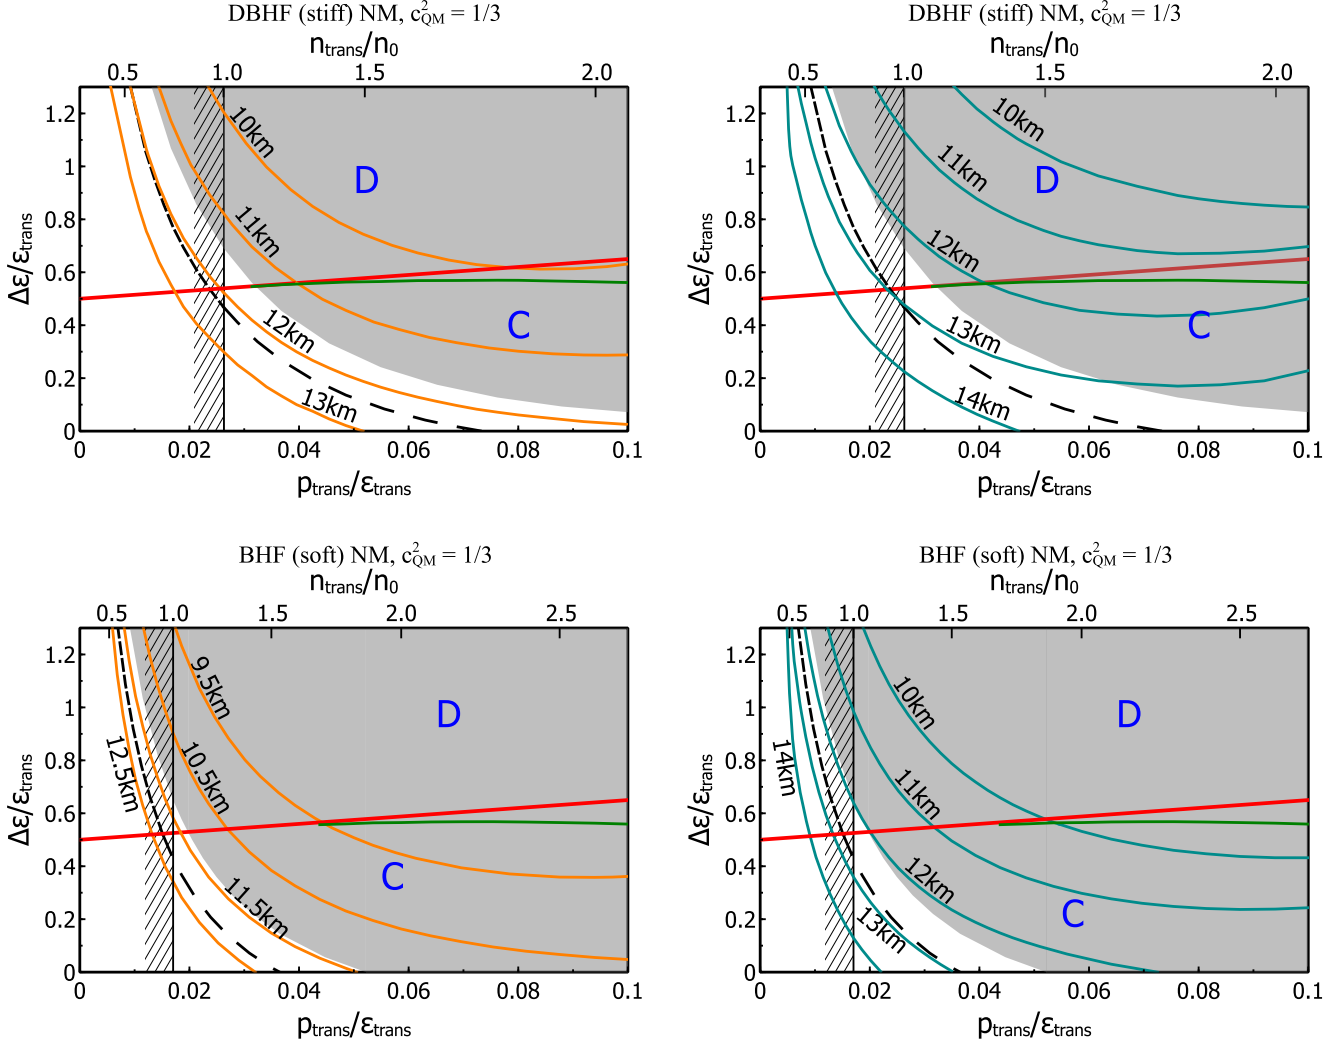 DBHF (stiff) NM, c²QM = 1/3
ntrans/n0
0.5 1.0 1.5 2.0
1.2
1
0.8
0.6
0.4
0.2
0
Δε/εtrans
10km
D
11km
C
12km
13km
0 0.02 0.04 0.06 0.08 0.1
ptrans/εtrans
DBHF (stiff) NM, c²QM = 1/3
ntrans/n0
0.5 1.0 1.5 2.0
1.2
1
0.8
0.6
0.4
0.2
0
Δε/εtrans
10km
11km
D
12km
C
13km
14km
0 0.02 0.04 0.06 0.08 0.1
ptrans/εtrans
BHF (soft) NM, c²QM = 1/3
ntrans/n0
0.5 1.0 1.5 2.0 2.5
1.2
1
0.8
0.6
0.4
0.2
0
Δε/εtrans
9.5km
D
12.5km
10.5km
C
11.5km
0 0.02 0.04 0.06 0.08 0.1
ptrans/εtrans
BHF (soft) NM, c²QM = 1/3
ntrans/n0
0.5 1.0 1.5 2.0 2.5
1.2
1
0.8
0.6
0.4
0.2
0
Δε/εtrans
10km
D
14km
11km
12km
C
13km
0 0.02 0.04 0.06 0.08 0.1
ptrans/εtrans